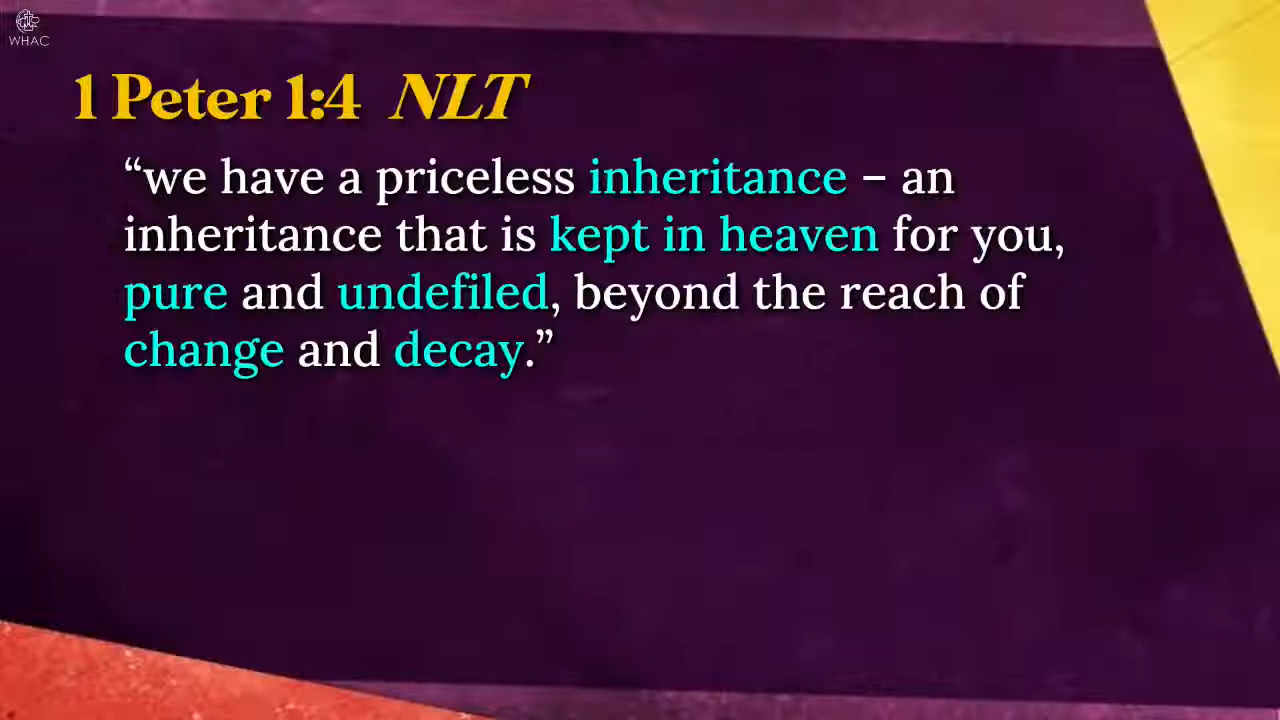 WHAC
1 Peter 1:4 NLT
“we have a priceless inheritance – an
inheritance that is kept in heaven for you,
pure and undefiled, beyond the reach of
change and decay.”